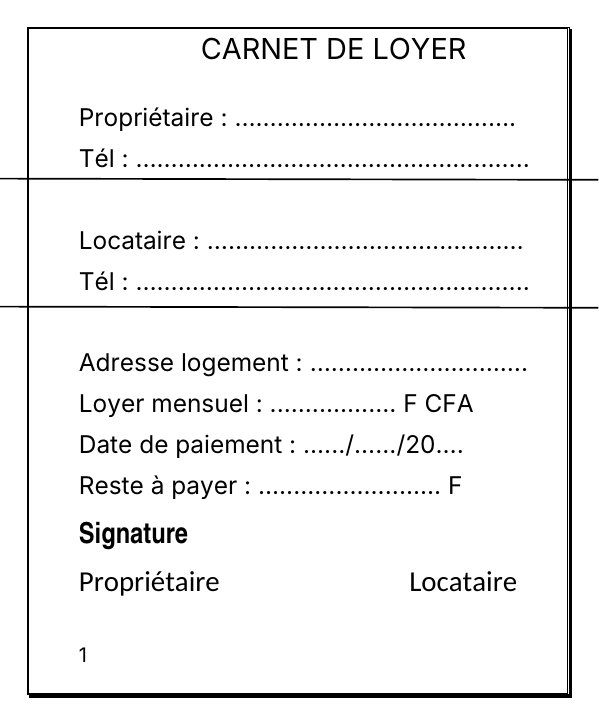 CARNET DE LOYER
Propriétaire : ........................................
Tél : ........................................................
Locataire : .............................................
Tél : ........................................................
Adresse logement : ...............................
Loyer mensuel : .................. F CFA
Date de paiement : ....../....../20....
Reste à payer : .......................... F
Signature
Propriétaire Locataire
1